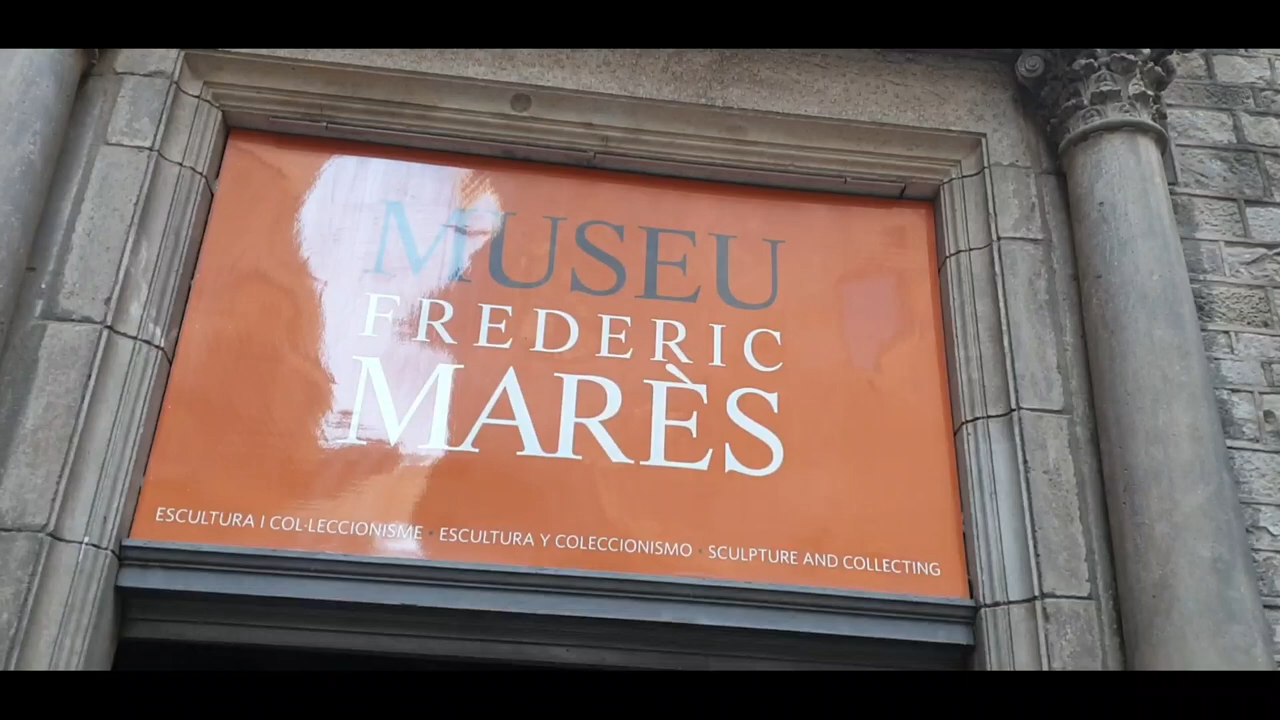 MUSEU
FREDERIC
MARÈS
ESCULTURA I COL·LECCIONISME · ESCULTURA Y COLECCIONISMO · SCULPTURE AND COLLECTING